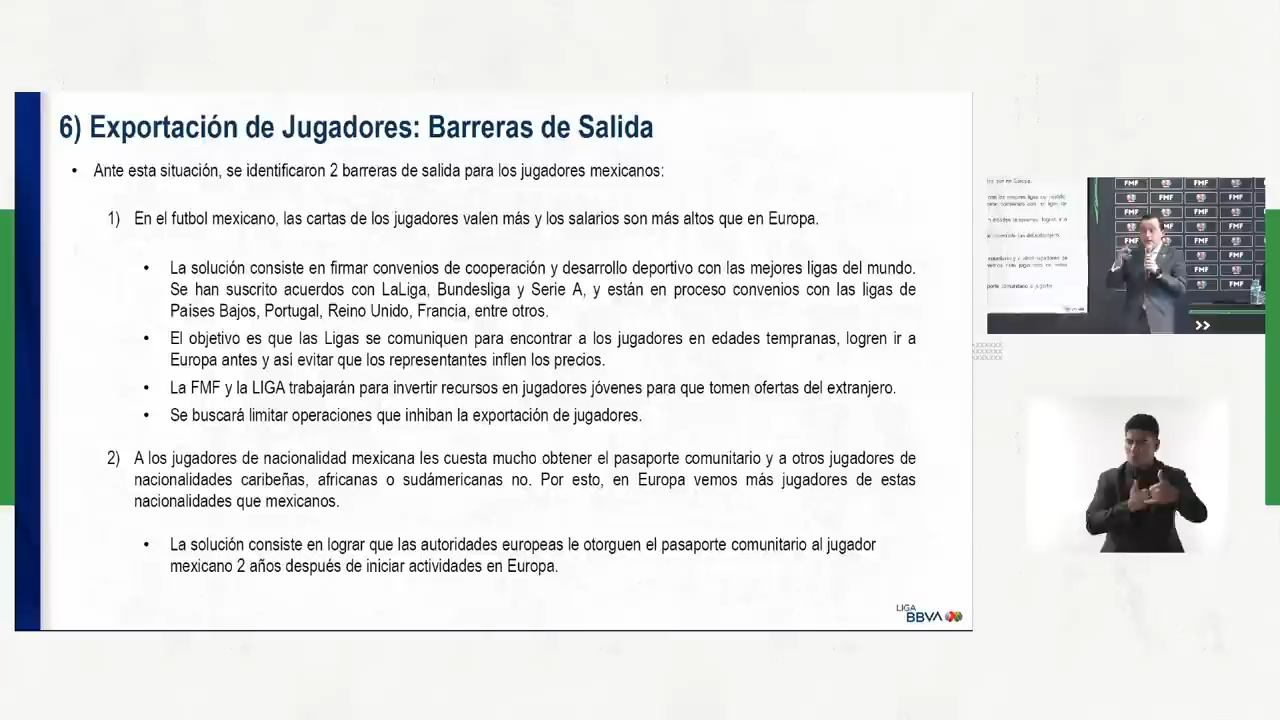 6) Exportación de Jugadores: Barreras de Salida
• Ante esta situación, se identificaron 2 barreras de salida para los jugadores mexicanos:
1) En el futbol mexicano, la mayoría de los jugadores valen más y los salarios son más altos que en Europa.
• La solución consiste en firmar convenios de cooperación y desarrollo deportivo con las mejores ligas del mundo.
Se han suscrito acuerdos con LaLiga, Bundesliga y Serie A, y están en proceso convenios con las ligas de
Países Bajos, Portugal, Reino Unido, Francia, entre otros.
• El objetivo es que las Ligas se comuniquen para encontrar a los jugadores en edades tempranas, logren ir a
Europa antes y así evitar que los representantes inflen los precios.
• La FMF y la LIGA trabajarán para invertir recursos en jugadores jóvenes para que tomen ofertas del extranjero.
• Se buscará limitar operaciones que inhiban la exportación de jugadores.
2) A los jugadores de nacionalidad mexicana les cuesta mucho obtener el pasaporte comunitario y a otros jugadores de
nacionalidades caribeñas, africanas o sudámericanas no. Por esto, en Europa vemos más jugadores de estas
nacionalidades que mexicanos.
• La solución consiste en lograr que las autoridades europeas le otorguen el pasaporte comunitario al jugador
mexicano 2 años después de iniciar actividades en Europa.
LIGA
BBVA
FMF FMF FMF
FMF
FMF